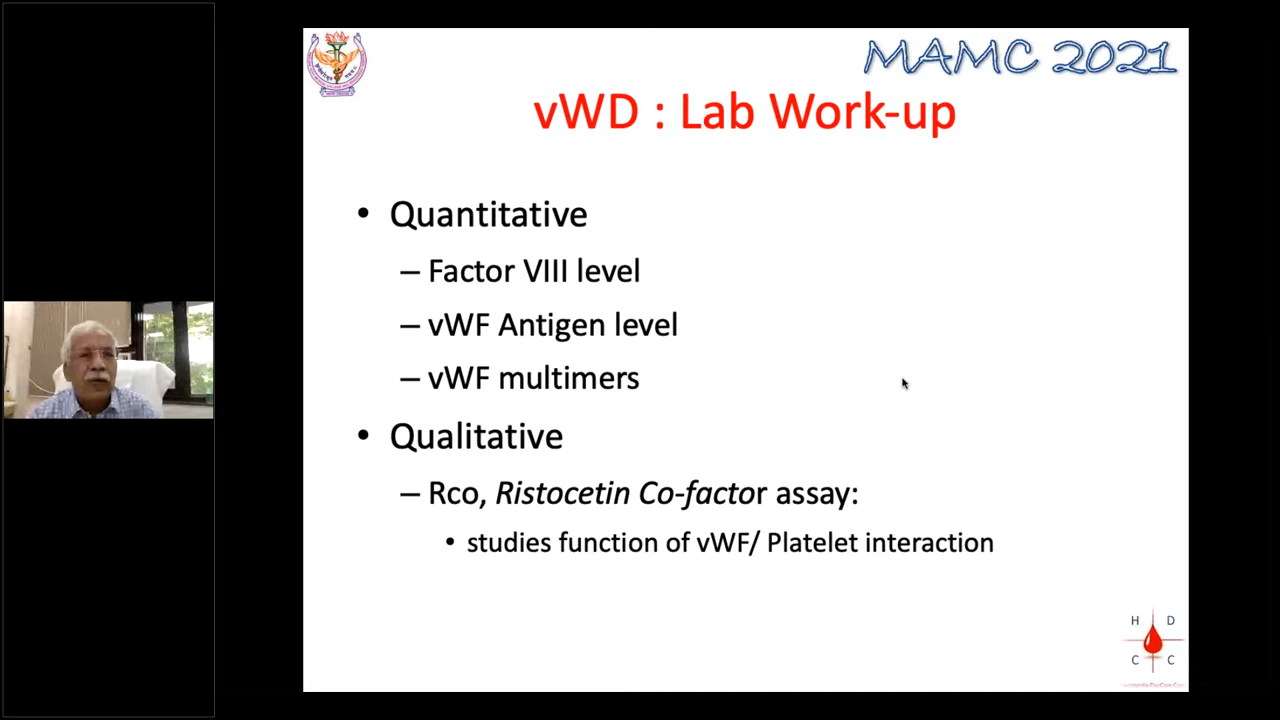 MAMC 2021
vWD : Lab Work-up
• Quantitative
– Factor VIII level
– vWF Antigen level
– vWF multimers
• Qualitative
– Rco, Ristocetin Co-factor assay:
• studies function of vWF/ Platelet interaction
H D
C C